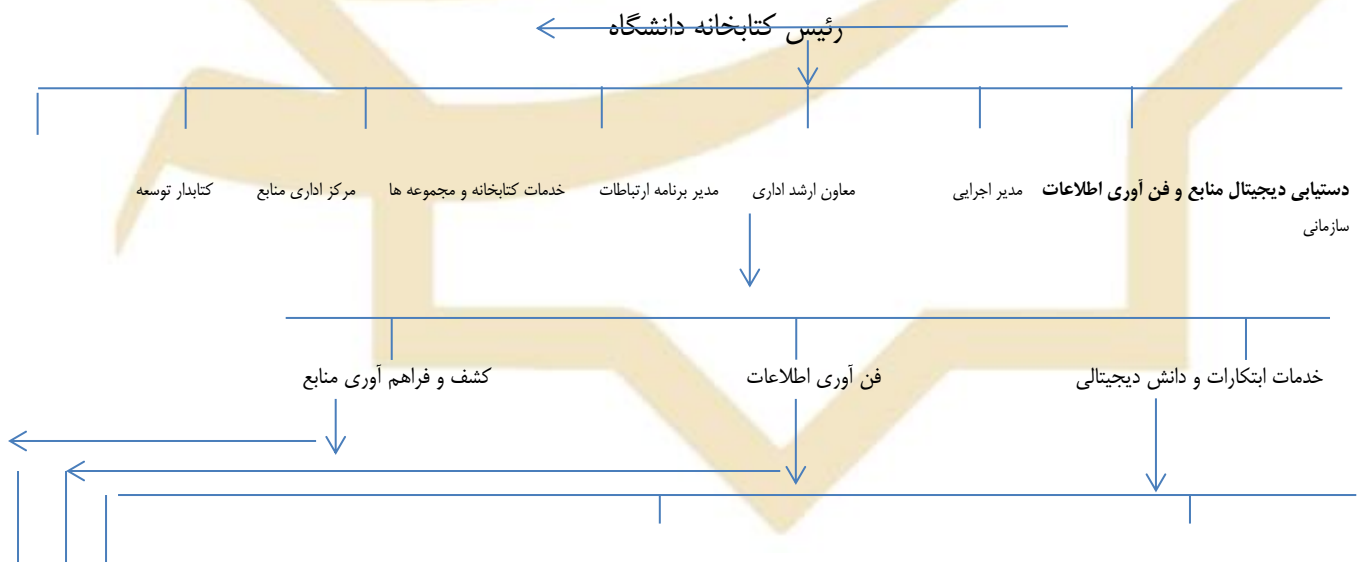 رئیس کتابخانه دانشگاه
دستیابی دیجیتال منابع و فن آوری اطلاعات مدیر اجرایی معاون ارشد اداری مدیر برنامه ارتباطات خدمات کتابخانه و مجموعه ها مرکز اداری منابع کتابدار توسعه
سازمانی
خدمات ابتکارات و دانش دیجیتالی فن آوری اطلاعات کشف و فراهم آوری منابع